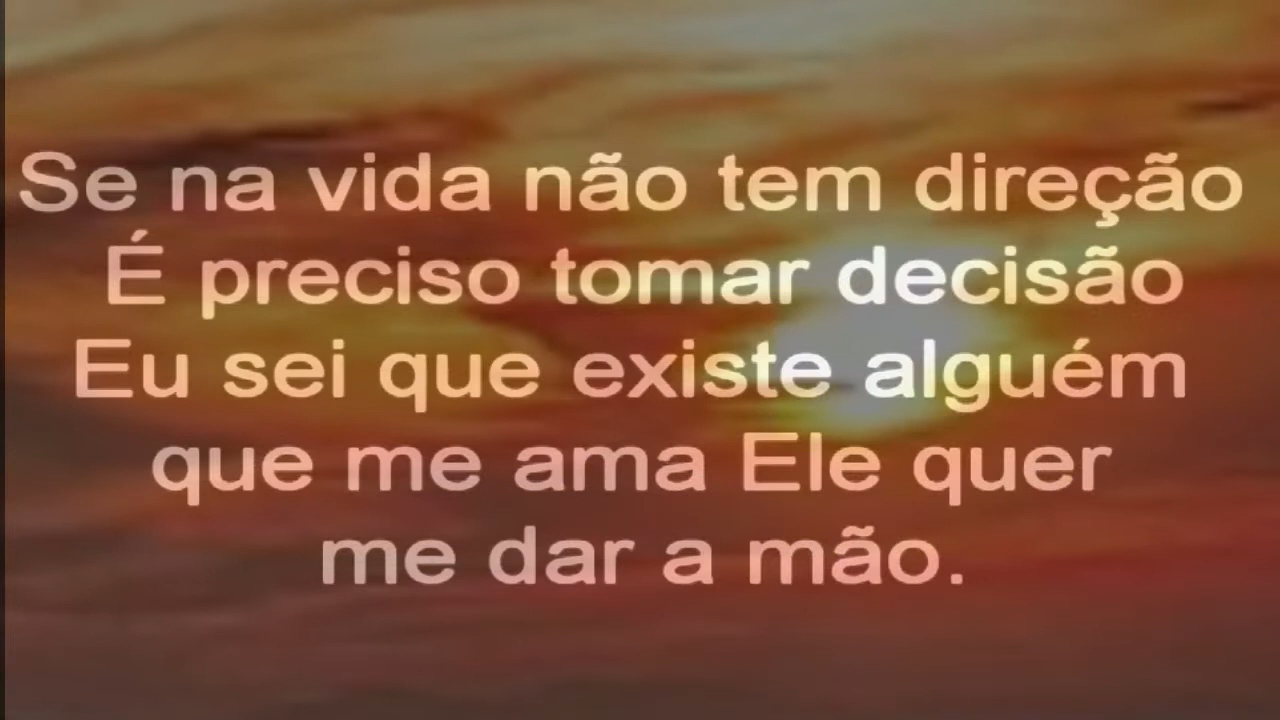 Se na vida não tem direção
É preciso tomar decisão
Eu sei que existe alguém
que me ama Ele quer
me dar a mão.